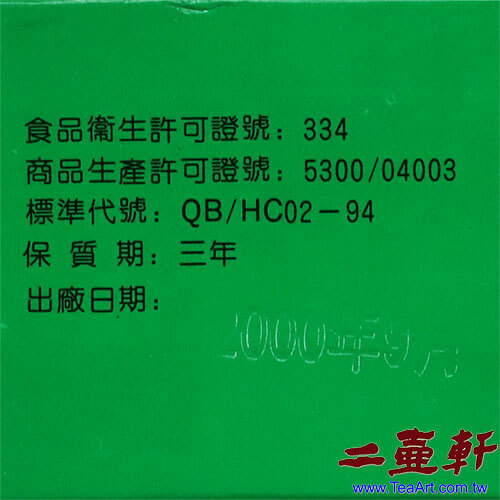 食品衞生許可證號：334
商品生產許可證號：5300/04003
標準代號：QB/HC02－94
保質期：三年
出廠日期：
2000年9月
二壷軒
www.TeaArt.com.tw